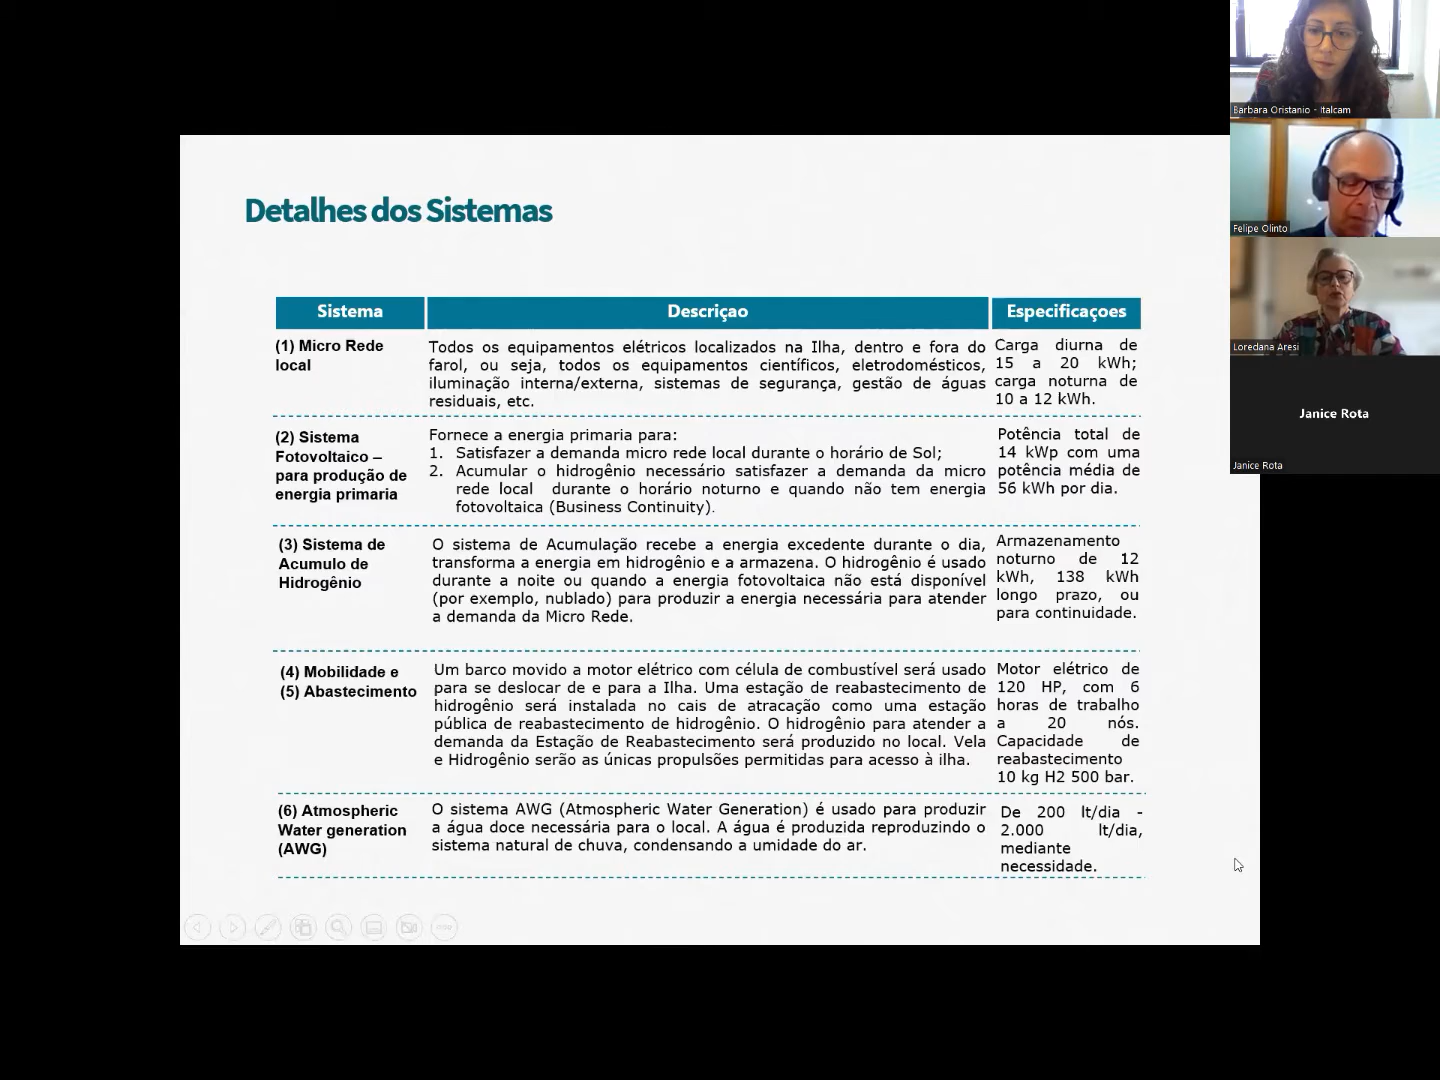 Detalhes dos Sistemas
Sistema
Descriçao
Especificaçoes
(1) Micro Rede
local
Todos os equipamentos elétricos localizados na Ilha, dentro e fora do
farol, ou seja, todos os equipamentos científicos, eletrodomésticos,
iluminação interna/externa, sistemas de segurança, gestão de águas
residuais, etc.
Carga diurna de
15 a 20 kWh;
carga noturna de
10 a 12 kWh.
(2) Sistema
Fotovoltaico –
para produção de
energia primaria
Fornece a energia primaria para:
1. Satisfazer a demanda micro rede local durante o horário de Sol;
2. Acumular o hidrogênio necessário satisfazer a demanda da micro
rede local durante o horário noturno e quando não tem energia
fotovoltaica (Business Continuity).
Potência total de
14 kWp com uma
potência média de
56 kWh por dia.
(3) Sistema de
Acumulo de
Hidrogênio
O sistema de Acumulação recebe a energia excedente durante o dia,
transforma a energia em hidrogênio e a armazena. O hidrogênio é usado
durante a noite ou quando a energia fotovoltaica não está disponível
(por exemplo, nublado) para produzir a energia necessária para atender
a demanda da Micro Rede.
Armazenamento
noturno de 12
kWh, 138 kWh
longo prazo, ou
para continuidade.
(4) Mobilidade e
(5) Abastecimento
Um barco movido a motor elétrico com célula de combustível será usado
para se deslocar de e para a Ilha. Uma estação de reabastecimento de
hidrogênio será instalada no cais de atracação como uma estação
pública de reabastecimento de hidrogênio. O hidrogênio para atender a
demanda da Estação de Reabastecimento será produzido no local. Vela
e Hidrogênio serão as únicas propulsões permitidas para acesso à ilha.
Motor elétrico de
120 HP, com 6
horas de trabalho
a 20 nós.
Capacidade de
reabastecimento
10 kg H2 500 bar.
(6) Atmospheric
Water generation
(AWG)
O sistema AWG (Atmospheric Water Generation) é usado para produzir
a água doce necessária para o local. A água é produzida reproduzindo o
sistema natural de chuva, condensando a umidade do ar.
De 200 lt/dia -
2.000 lt/dia,
mediante
necessidade.
Barbara Oristanio - Italcam
Felipe Olinto
Loredana Aresi
Janice Rota
Janice Rota